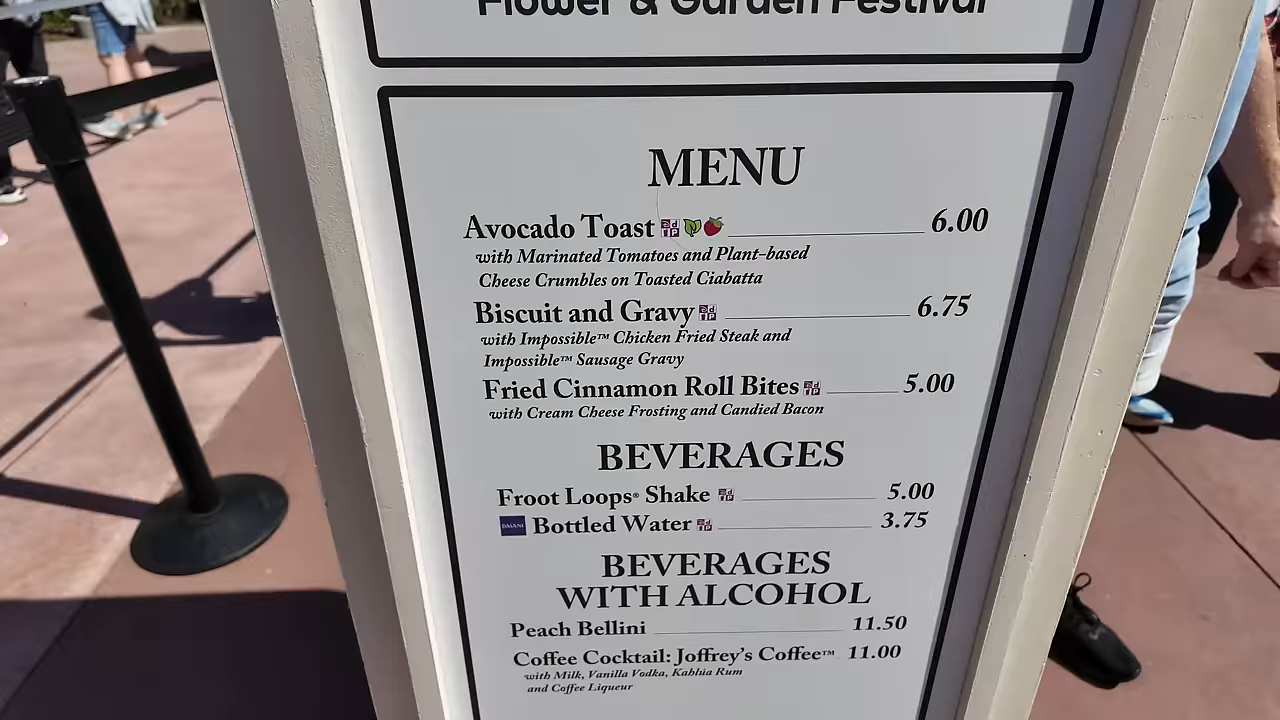 Flower & Garden Festival
MENU
Avocado Toast 6.00
with Marinated Tomatoes and Plant-based
Cheese Crumbles on Toasted Ciabatta
Biscuit and Gravy 6.75
with Impossible™ Chicken Fried Steak and
Impossible™ Sausage Gravy
Fried Cinnamon Roll Bites 5.00
with Cream Cheese Frosting and Candied Bacon
BEVERAGES
Froot Loops® Shake 5.00
DASANI Bottled Water 3.75
BEVERAGES
WITH ALCOHOL
Peach Bellini 11.50
Coffee Cocktail: Joffrey's Coffee™ 11.00
with Milk, Vanilla Vodka, Kahlúa Rum
and Coffee Liqueur